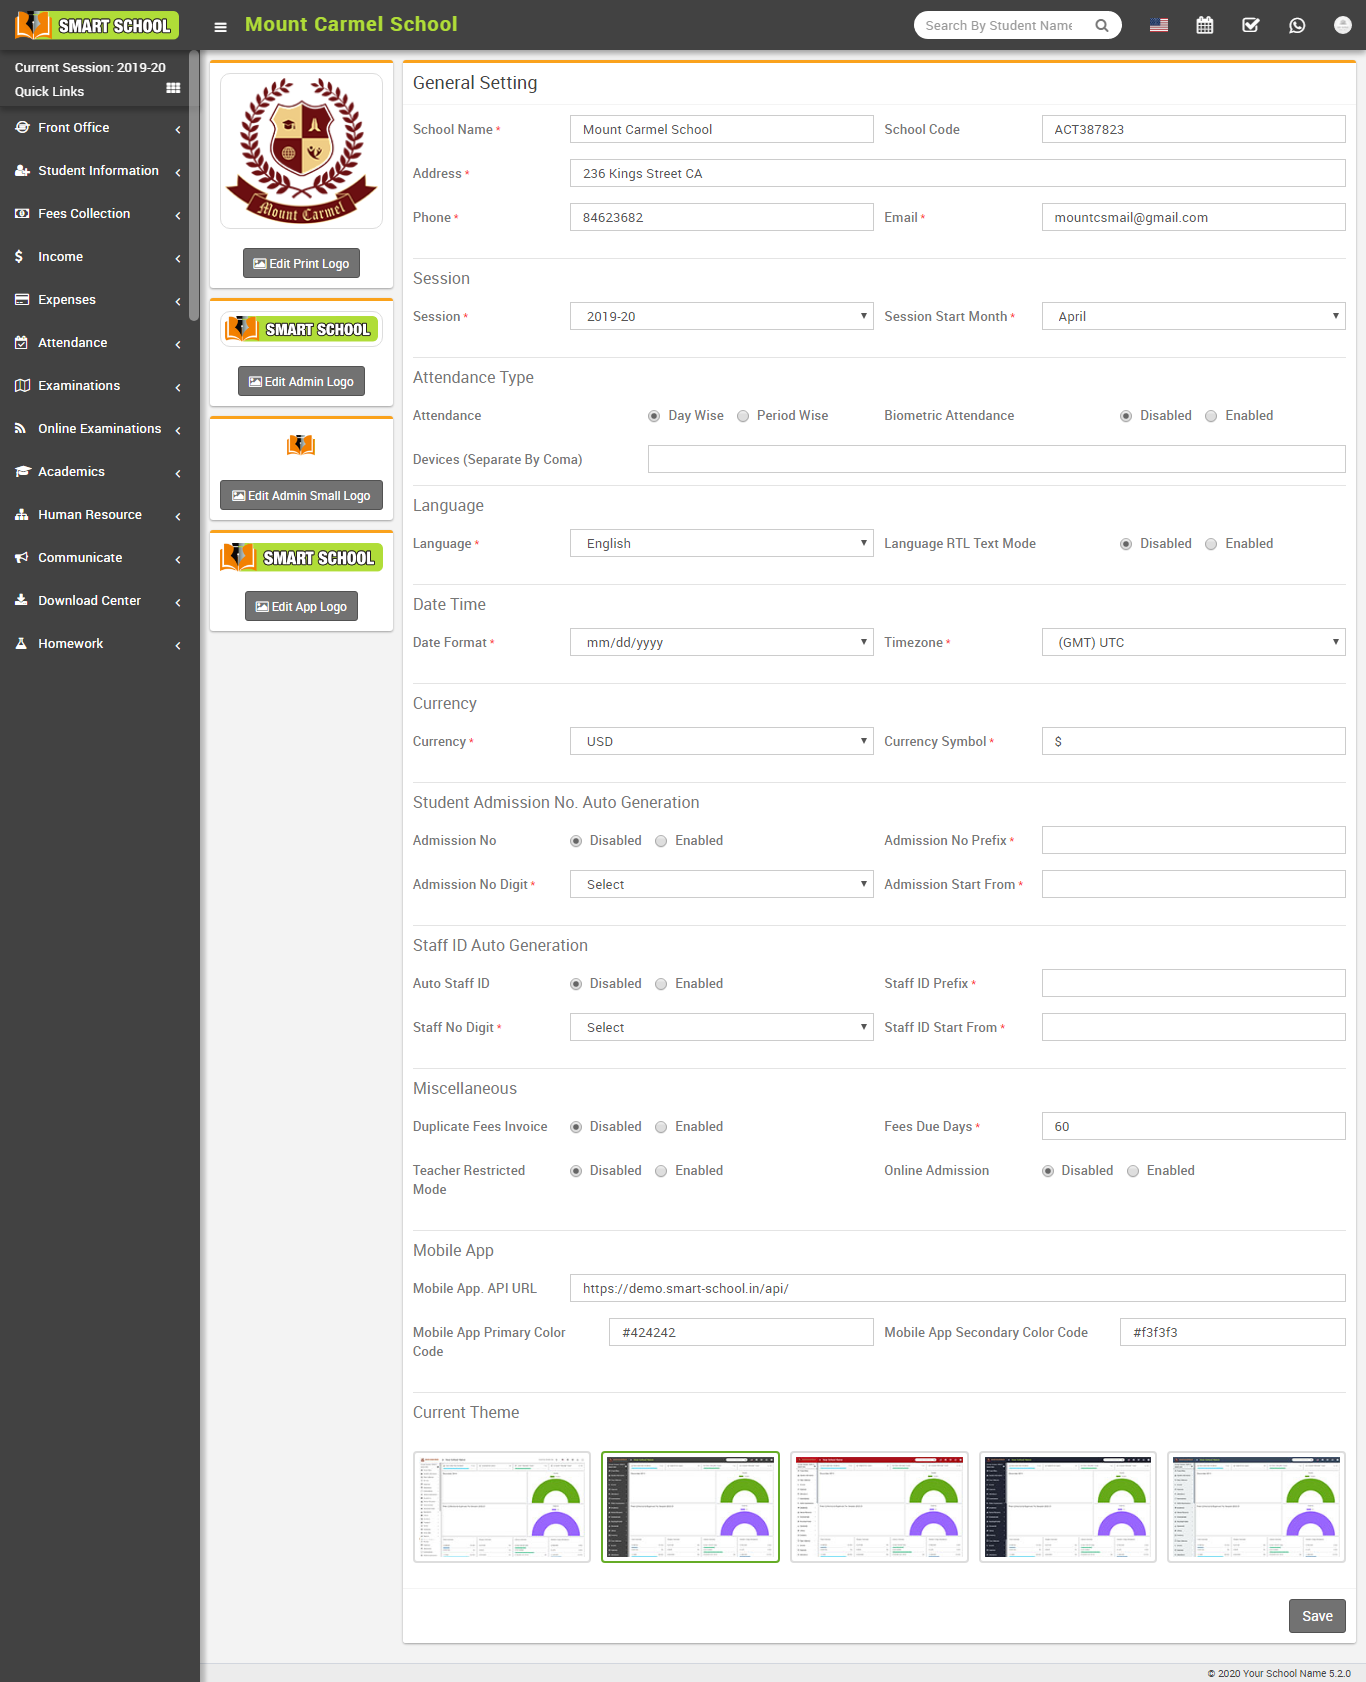 SMART SCHOOL
Mount Carmel School
Search By Student Name
Current Session: 2019-20
Quick Links
Front Office
Student Information
Fees Collection
Income
Expenses
Attendance
Examinations
Online Examinations
Academics
Human Resource
Communicate
Download Center
Homework
Mount Carmel
Edit Print Logo
SMART SCHOOL
Edit Admin Logo
Edit Admin Small Logo
SMART SCHOOL
Edit App Logo
General Setting
School Name * Mount Carmel School School Code ACT387823
Address * 236 Kings Street CA
Phone * 84623682 Email * mountcsmail@gmail.com
Session
Session * 2019-20 Session Start Month * April
Attendance Type
Attendance Day Wise Period Wise Biometric Attendance Disabled Enabled
Devices (Separate By Coma)
Language
Language * English Language RTL Text Mode Disabled Enabled
Date Time
Date Format * mm/dd/yyyy Timezone * (GMT) UTC
Currency
Currency * USD Currency Symbol * $
Student Admission No. Auto Generation
Admission No Disabled Enabled Admission No Prefix *
Admission No Digit * Select Admission Start From *
Staff ID Auto Generation
Auto Staff ID Disabled Enabled Staff ID Prefix *
Staff No Digit * Select Staff ID Start From *
Miscellaneous
Duplicate Fees Invoice Disabled Enabled Fees Due Days * 60
Teacher Restricted Mode Disabled Enabled Online Admission Disabled Enabled
Mobile App
Mobile App. API URL https://demo.smart-school.in/api/
Mobile App Primary Color Code #424242 Mobile App Secondary Color Code #f3f3f3
Current Theme
Save
© 2020 Your School Name 5.2.0